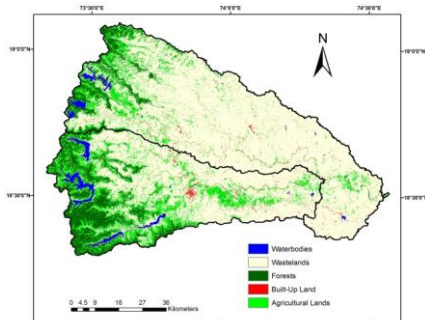 73°30'0"E 74°0'0"E 74°30'0"E
19°0'0"N 19°0'0"N
N
18°30'0"N 18°30'0"N
Waterbodies
Wastelands
Forests
Built-Up Land
Agricultural Lands
0 4.5 9 18 27 36
Kilometers